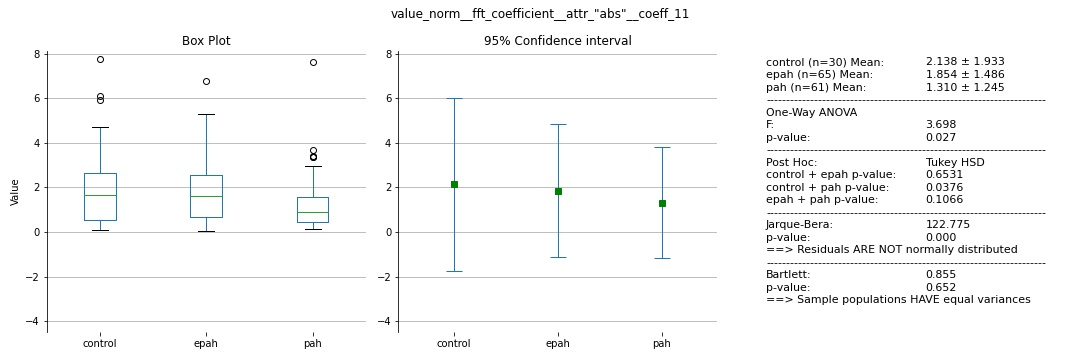 value_norm__fft_coefficient__attr_"abs"__coeff_11
Box Plot
Value
8
6
4
2
0
−2
−4
control epah pah
95% Confidence interval
8
6
4
2
0
−2
−4
control epah pah
control (n=30) Mean: 2.138 ± 1.933
epah (n=65) Mean: 1.854 ± 1.486
pah (n=61) Mean: 1.310 ± 1.245
One-Way ANOVA
F: 3.698
p-value: 0.027
Post Hoc: Tukey HSD
control + epah p-value: 0.6531
control + pah p-value: 0.0376
epah + pah p-value: 0.1066
Jarque-Bera: 122.775
p-value: 0.000
==> Residuals ARE NOT normally distributed
Bartlett: 0.855
p-value: 0.652
==> Sample populations HAVE equal variances